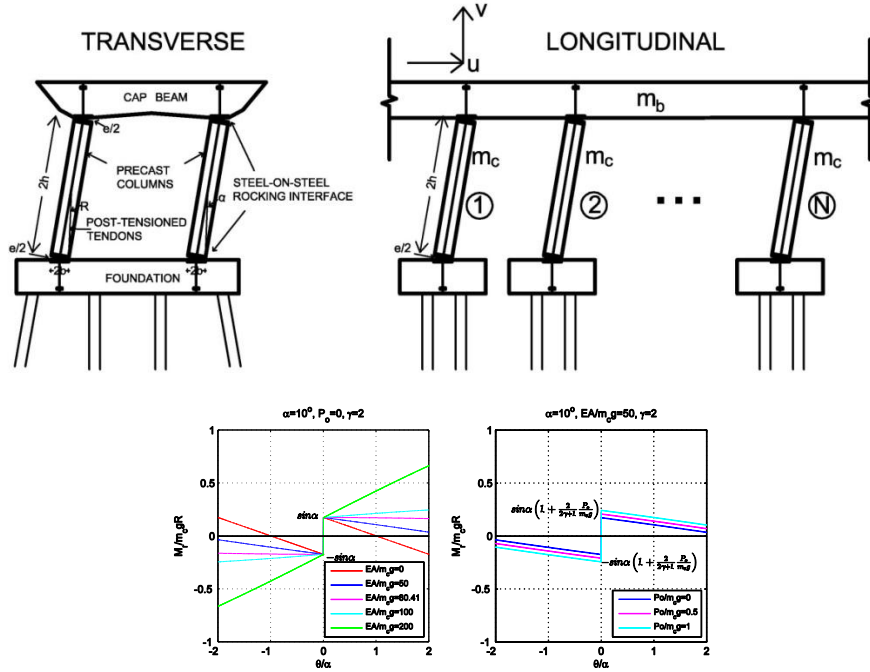 TRANSVERSE
CAP BEAM
e/2
2h
PRECAST
COLUMNS
R
α
STEEL-ON-STEEL
ROCKING INTERFACE
POST-TENSIONED
TENDONS
e/2
2b
2b
FOUNDATION
v
u
LONGITUDINAL
m_b
2h
m_c
m_c
m_c
1
2
...
N
e/2
α=10°, P_o=0, γ=2
M_r/m_cgR
1
0.5
0
-0.5
-1
sinα
-sinα
EA/m_cg=0
EA/m_cg=50
EA/m_cg=80.41
EA/m_cg=100
EA/m_cg=200
-2 -1 0 1 2
θ/α
α=10°, EA/m_cg=50, γ=2
M_r/m_cgR
1
0.5
0
-0.5
-1
sinα(1 + 2/(2γ+1) P_o/(m_cg))
-sinα(1 + 2/(2γ+1) P_o/(m_cg))
Po/m_cg=0
Po/m_cg=0.5
Po/m_cg=1
-2 -1 0 1 2
θ/α